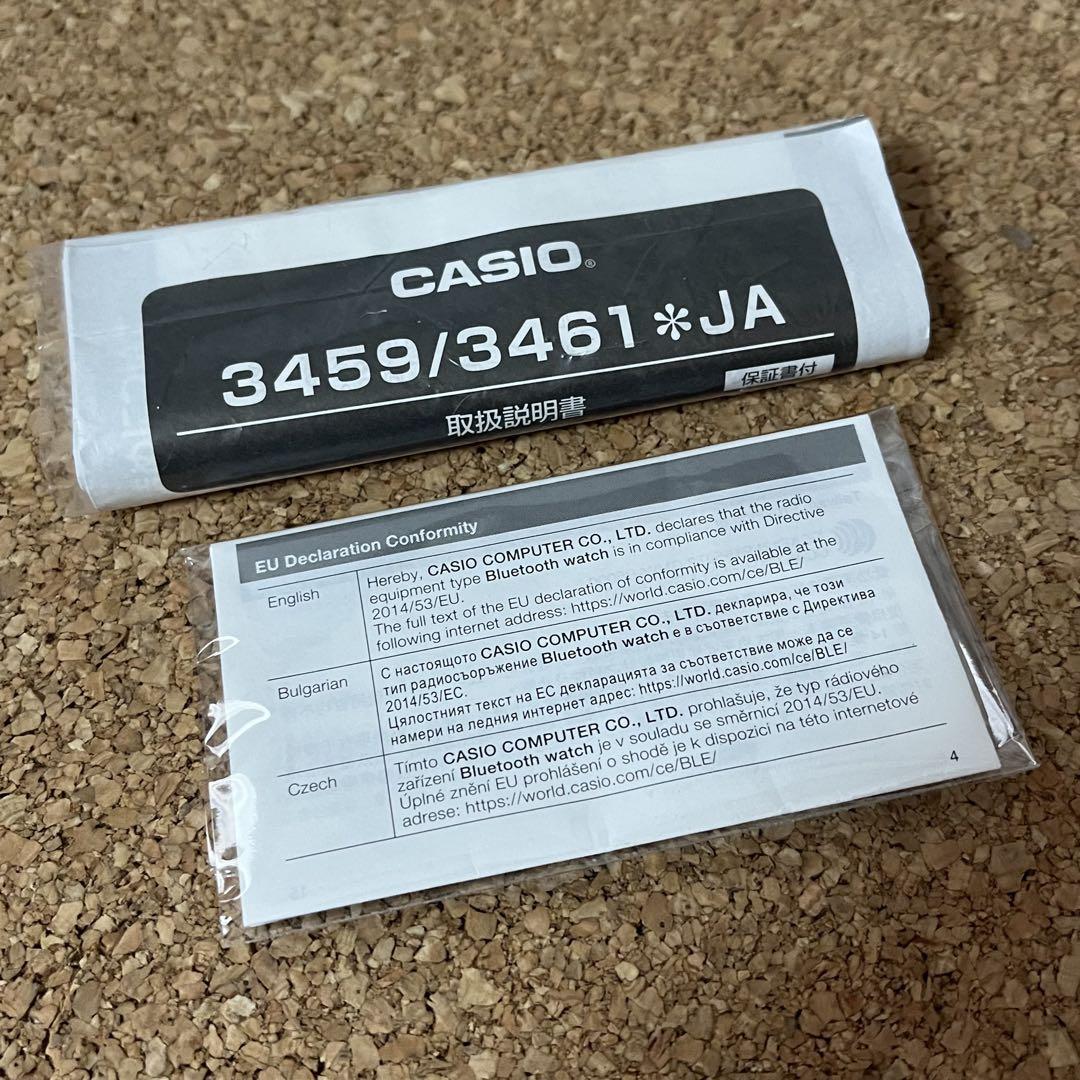 CASIO®
3459/3461＊JA
保証書付
取扱説明書
EU Declaration Conformity
English
Hereby, CASIO COMPUTER CO., LTD. declares that the radio
equipment type Bluetooth watch is in compliance with Directive
2014/53/EU.
The full text of the EU declaration of conformity is available at the
following internet address: https://world.casio.com/ce/BLE/
Bulgarian
С настоящото CASIO COMPUTER CO., LTD. декларира, че този
тип радиосъоръжение Bluetooth watch е в съответствие с Директива
2014/53/ЕС.
Цялостният текст на ЕС декларацията за съответствие може да се
намери на ледния интернет адрес: https://world.casio.com/ce/BLE/
Czech
Tímto CASIO COMPUTER CO., LTD. prohlašuje, že typ rádiového
zařízení Bluetooth watch je v souladu se směrnicí 2014/53/EU.
Úplné znění EU prohlášení o shodě je k dispozici na této internetové
adrese: https://world.casio.com/ce/BLE/
4